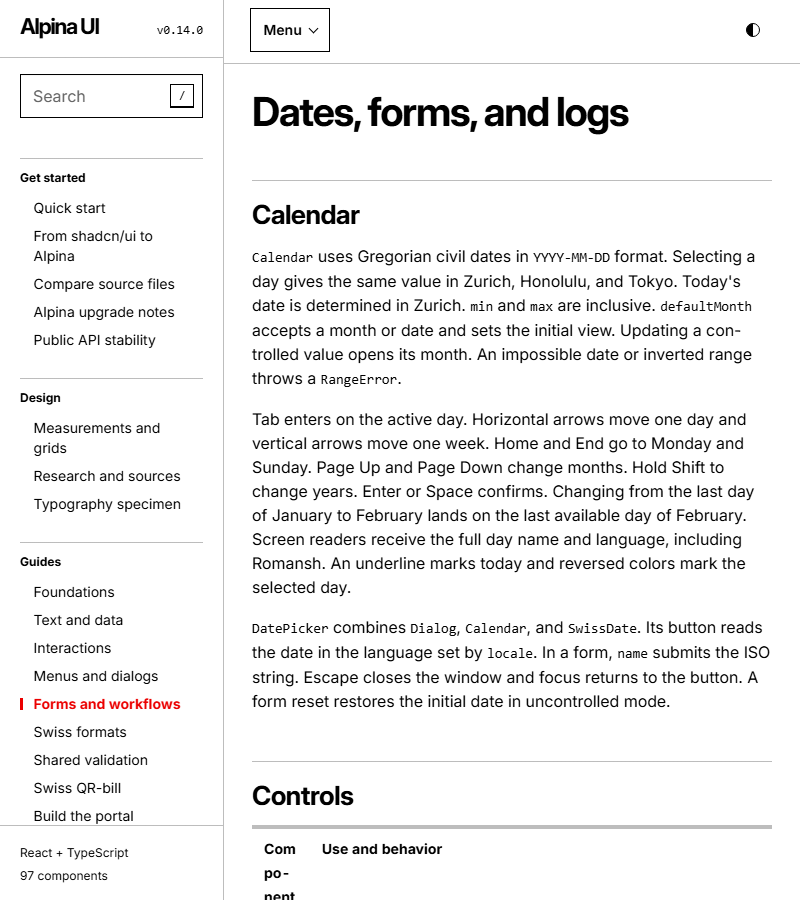 Alpina UI
v0.14.0
Search
/
Get started
Quick start
From shadcn/ui to
Alpina
Compare source files
Alpina upgrade notes
Public API stability
Design
Measurements and
grids
Research and sources
Typography specimen
Guides
Foundations
Text and data
Interactions
Menus and dialogs
Forms and workflows
Swiss formats
Shared validation
Swiss QR-bill
Build the portal
React + TypeScript
97 components
Menu
Dates, forms, and logs
Calendar
Calendar uses Gregorian civil dates in YYYY-MM-DD format. Selecting a
day gives the same value in Zurich, Honolulu, and Tokyo. Today's
date is determined in Zurich. min and max are inclusive. defaultMonth
accepts a month or date and sets the initial view. Updating a con-
trolled value opens its month. An impossible date or inverted range
throws a RangeError.
Tab enters on the active day. Horizontal arrows move one day and
vertical arrows move one week. Home and End go to Monday and
Sunday. Page Up and Page Down change months. Hold Shift to
change years. Enter or Space confirms. Changing from the last day
of January to February lands on the last available day of February.
Screen readers receive the full day name and language, including
Romansh. An underline marks today and reversed colors mark the
selected day.
DatePicker combines Dialog, Calendar, and SwissDate. Its button reads
the date in the language set by locale. In a form, name submits the ISO
string. Escape closes the window and focus returns to the button. A
form reset restores the initial date in uncontrolled mode.
Controls
Com
po-
nent
Use and behavior